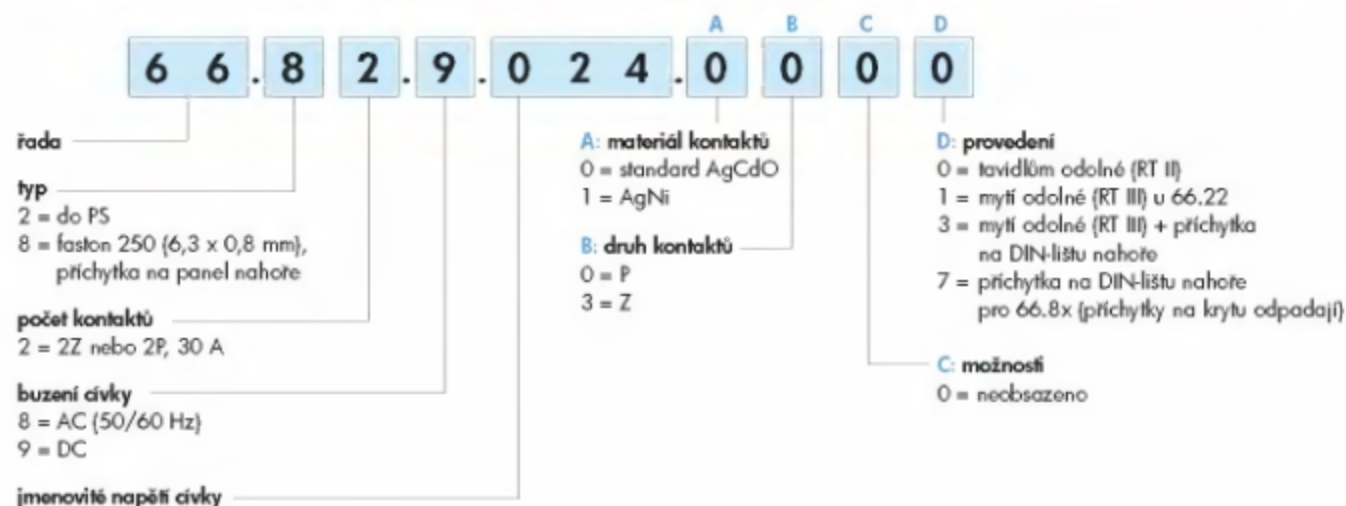 A B C D
6 6 . 8 2 . 9 . 0 2 4 . 0 0 0 0
řada
typ
2 = do PS
8 = faston 250 (6,3 x 0,8 mm),
příchytka na panel nahoře
počet kontaktů
2 = 2Z nebo 2P, 30 A
buzení cívky
8 = AC (50/60 Hz)
9 = DC
jmenovité napětí cívky
A: materiál kontaktů
0 = standard AgCdO
1 = AgNi
B: druh kontaktů
0 = P
3 = Z
D: provedení
0 = tavidlům odolné (RT II)
1 = mytí odolné (RT III) u 66.22
3 = mytí odolné (RT III) + příchytka
na DIN-lištu nahoře
7 = příchytka na DIN-lištu nahoře
pro 66.8x (příchytky na krytu odpadají)
C: možnosti
0 = neobsazeno